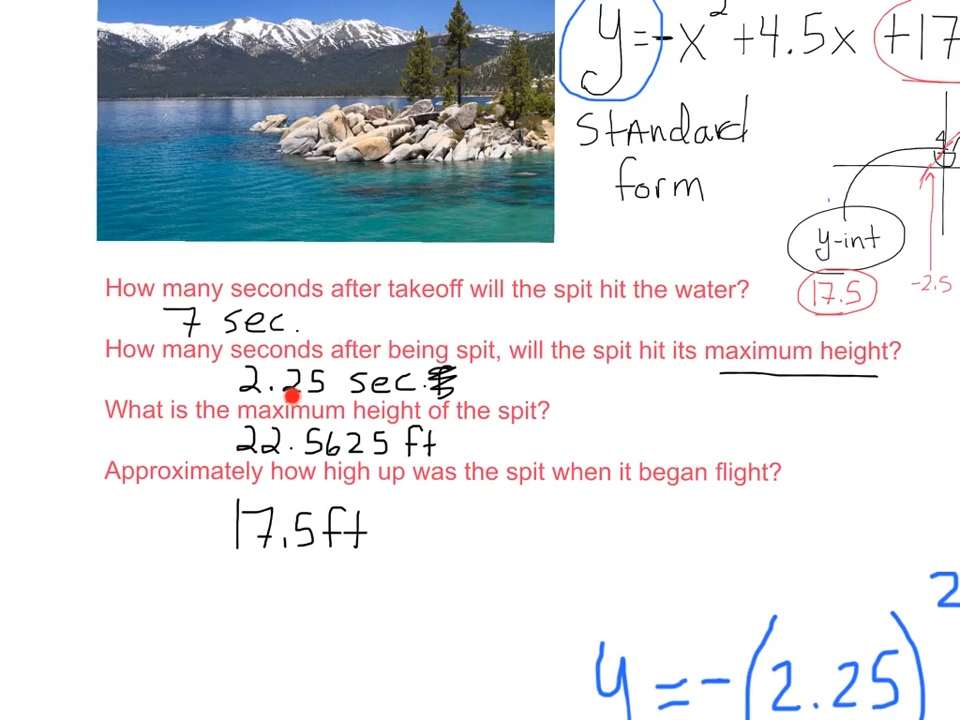 y=-x² +4.5x +17
Standard
form
y-int
17.5
-2.5
How many seconds after takeoff will the spit hit the water?
7 sec.
How many seconds after being spit, will the spit hit its maximum height?
2.25 sec.
What is the maximum height of the spit?
22.5625 ft
Approximately how high up was the spit when it began flight?
17.5ft
y = -(2.25)²